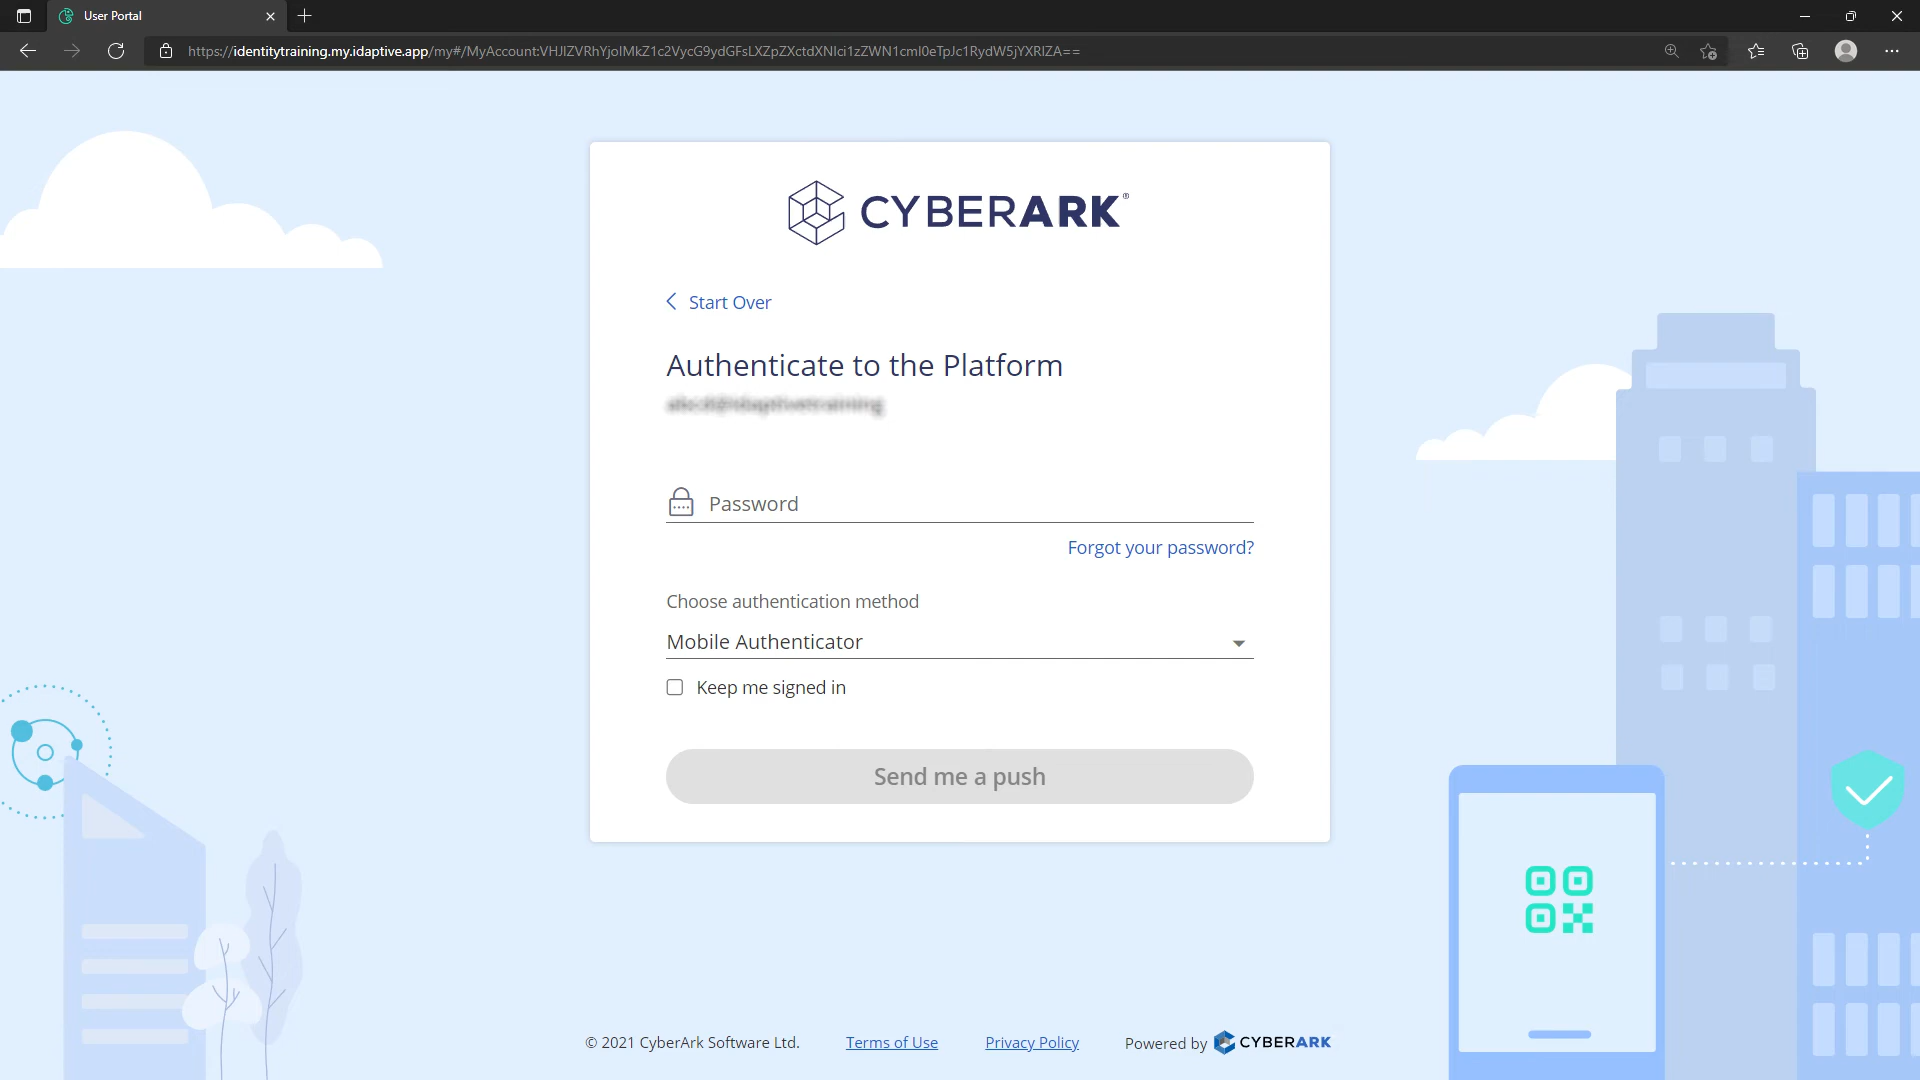 User Portal
https://identitytraining.my.idaptive.app/my#/MyAccount:VHJlZVRhYjolMkZ1c2VycG9ydGFsLXZpZXctdXNlci1zZWN1cml0eTpJc1RydW5jYXRlZA==
CYBERARK®
Start Over
Authenticate to the Platform
Password
Forgot your password?
Choose authentication method
Mobile Authenticator
Keep me signed in
Send me a push
© 2021 CyberArk Software Ltd. Terms of Use Privacy Policy Powered by CYBERARK